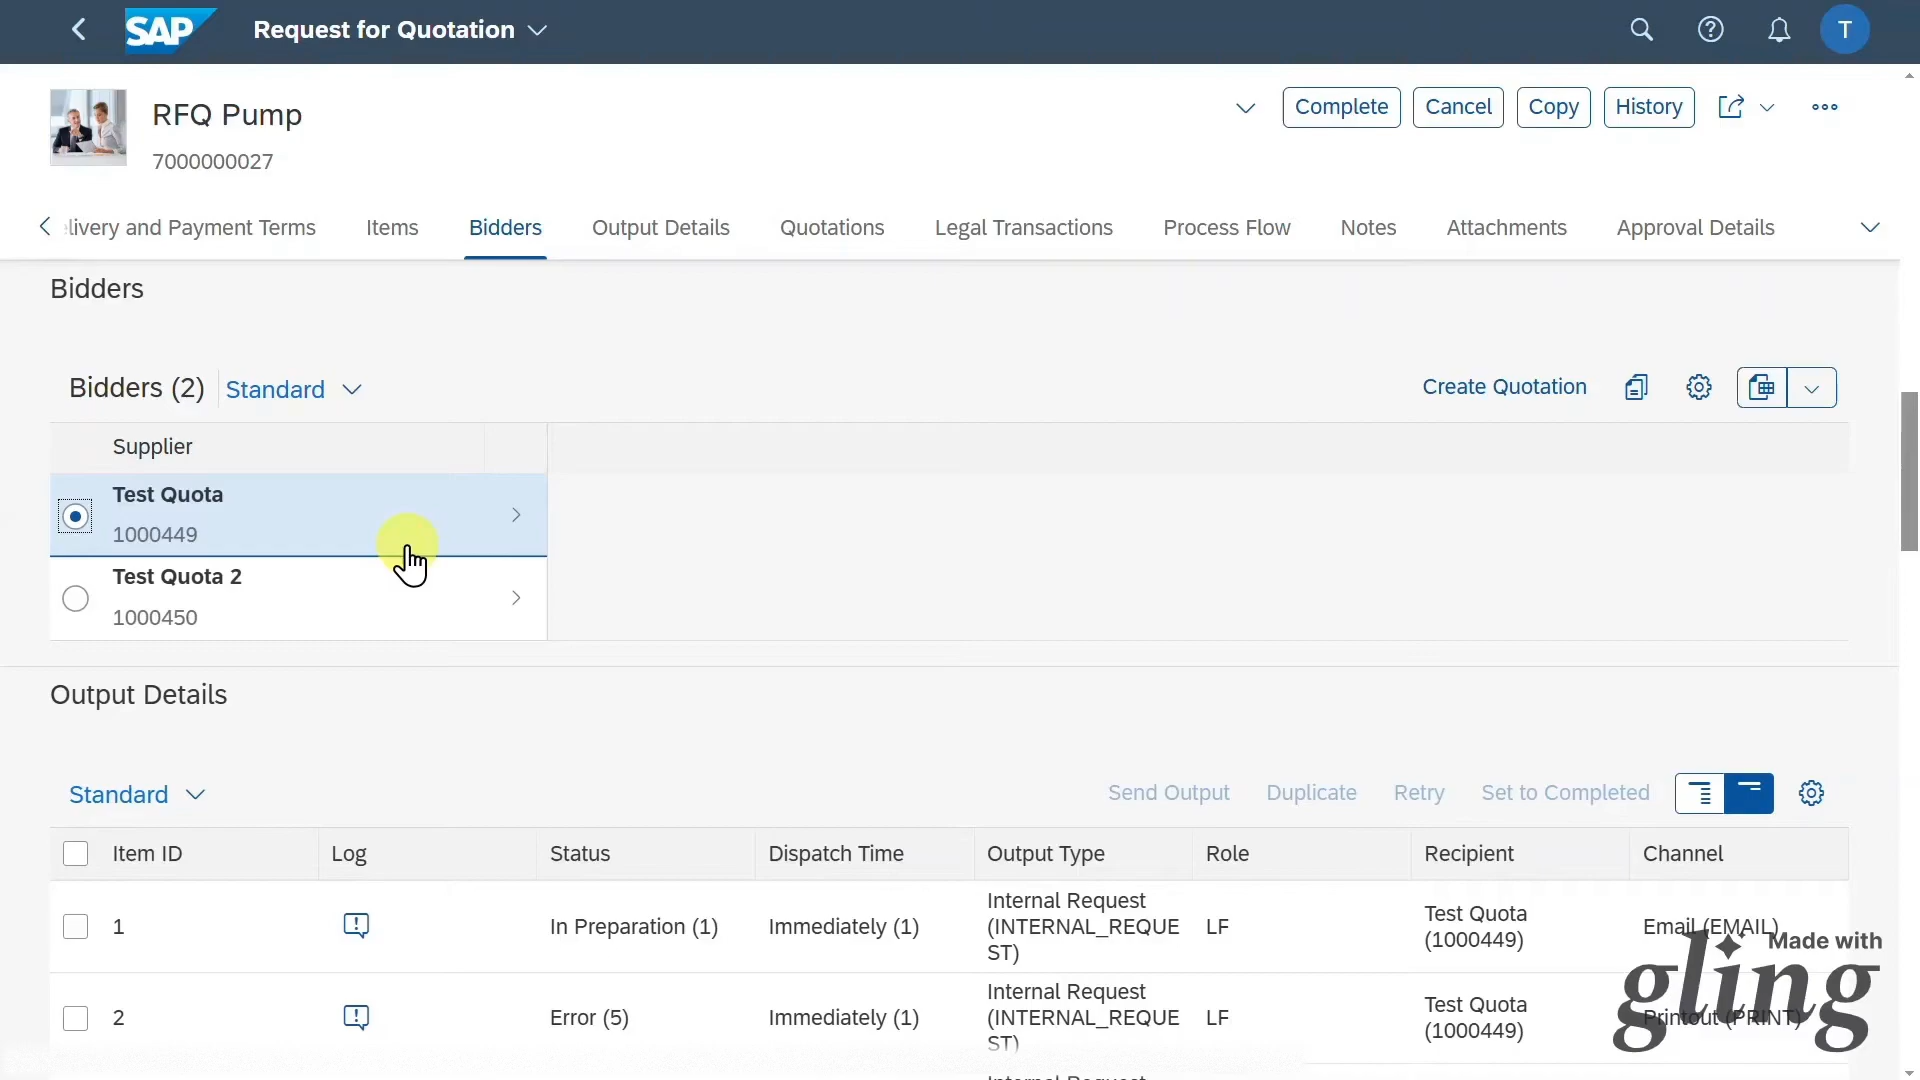 SAP Request for Quotation T
RFQ Pump
7000000027
Complete Cancel Copy History
livery and Payment Terms Items Bidders Output Details Quotations Legal Transactions Process Flow Notes Attachments Approval Details
Bidders
Bidders (2) Standard Create Quotation
Supplier
Test Quota
1000449
Test Quota 2
1000450
Output Details
Standard Send Output Duplicate Retry Set to Completed
Item ID Log Status Dispatch Time Output Type Role Recipient Channel
1 In Preparation (1) Immediately (1) Internal Request (INTERNAL_REQUE ST) LF Test Quota (1000449) Email (EMAIL)
2 Error (5) Immediately (1) Internal Request (INTERNAL_REQUE ST) LF Test Quota (1000449) Printout (PRINT)
Internal Request
Made with
gling